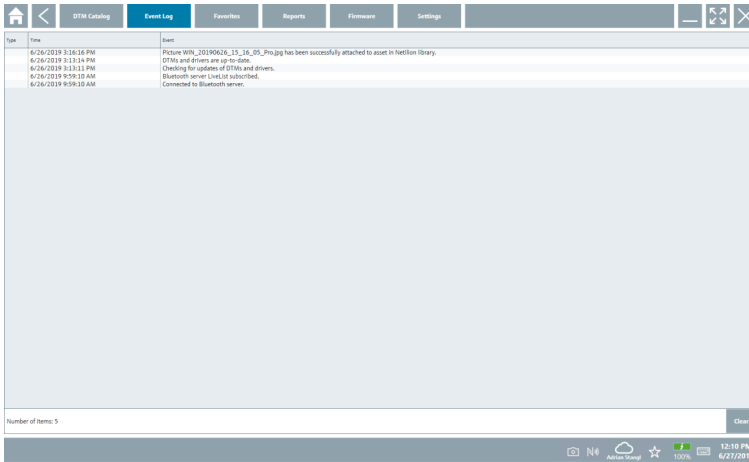 DTM Catalog Event Log Favorites Reports Firmware Settings
Type Time Event
6/26/2019 3:16:16 PM Picture WIN_20190626_15_16_05_Pro.jpg has been successfully attached to asset in Netilion library.
6/26/2019 3:13:14 PM DTMs and drivers are up-to-date.
6/26/2019 3:13:11 PM Checking for updates of DTMs and drivers.
6/26/2019 9:59:10 AM Bluetooth server LiveList subscribed.
6/26/2019 9:59:10 AM Connected to Bluetooth server.
Number of items: 5 Clear
12:10 PM
Adrian Stangl 100% 6/27/201